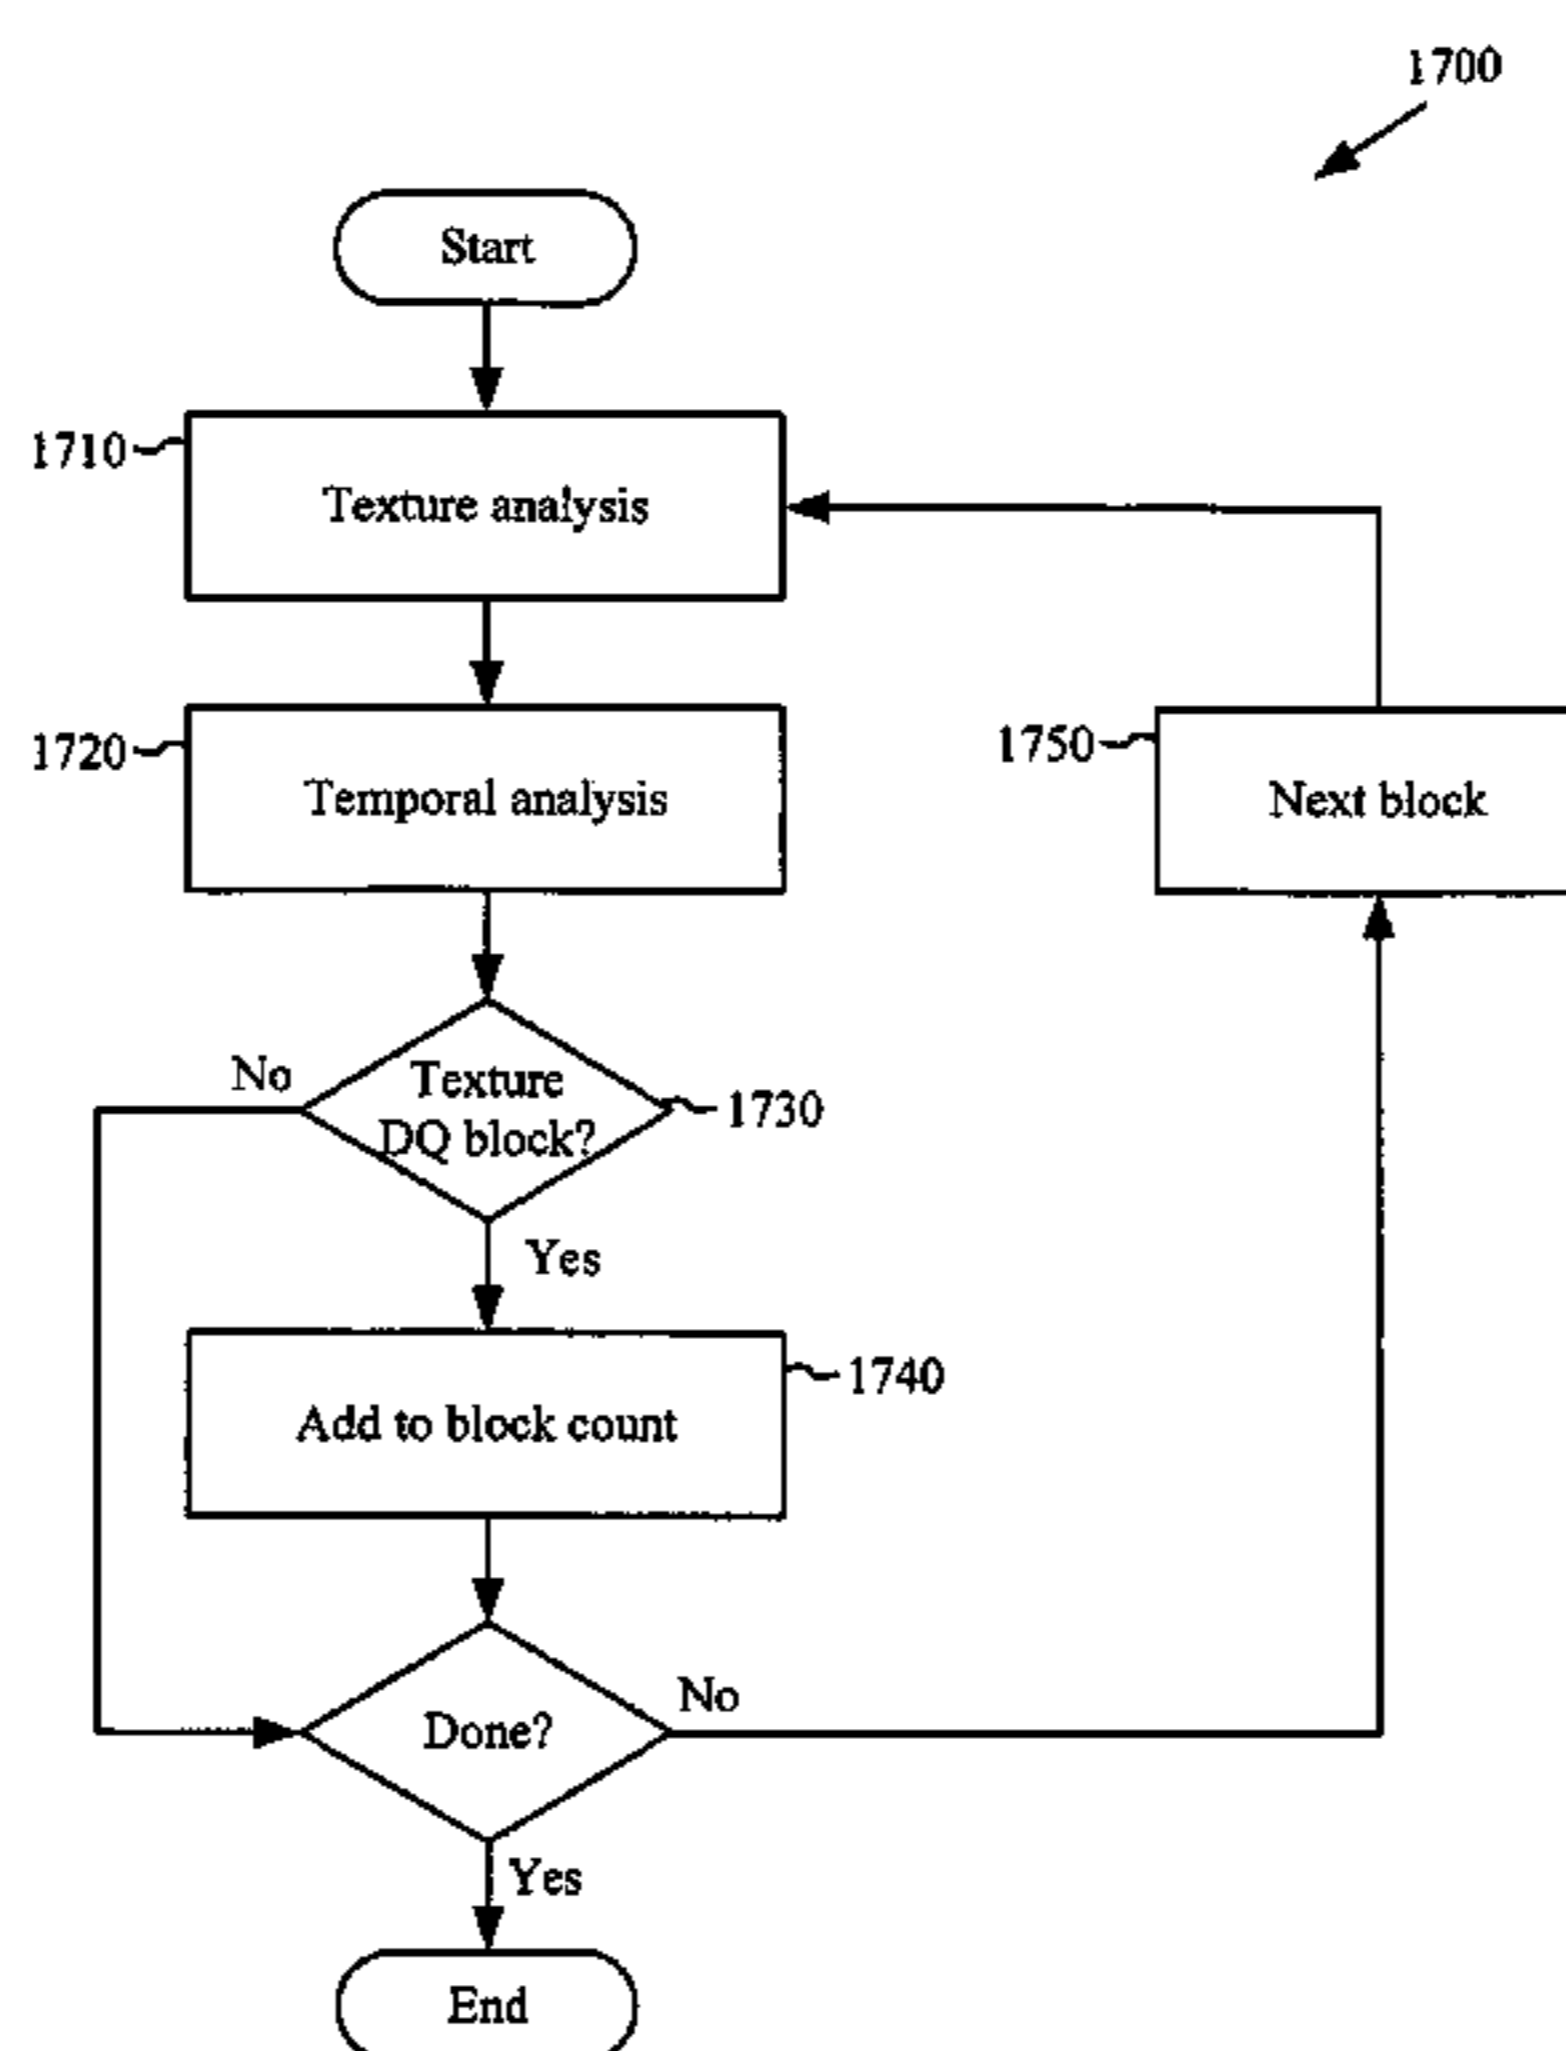 1700
Start
1710
Texture analysis
1720
Temporal analysis
1750
Next block
No
Texture
DQ block?
1730
Yes
1740
Add to block count
Done?
No
Yes
End